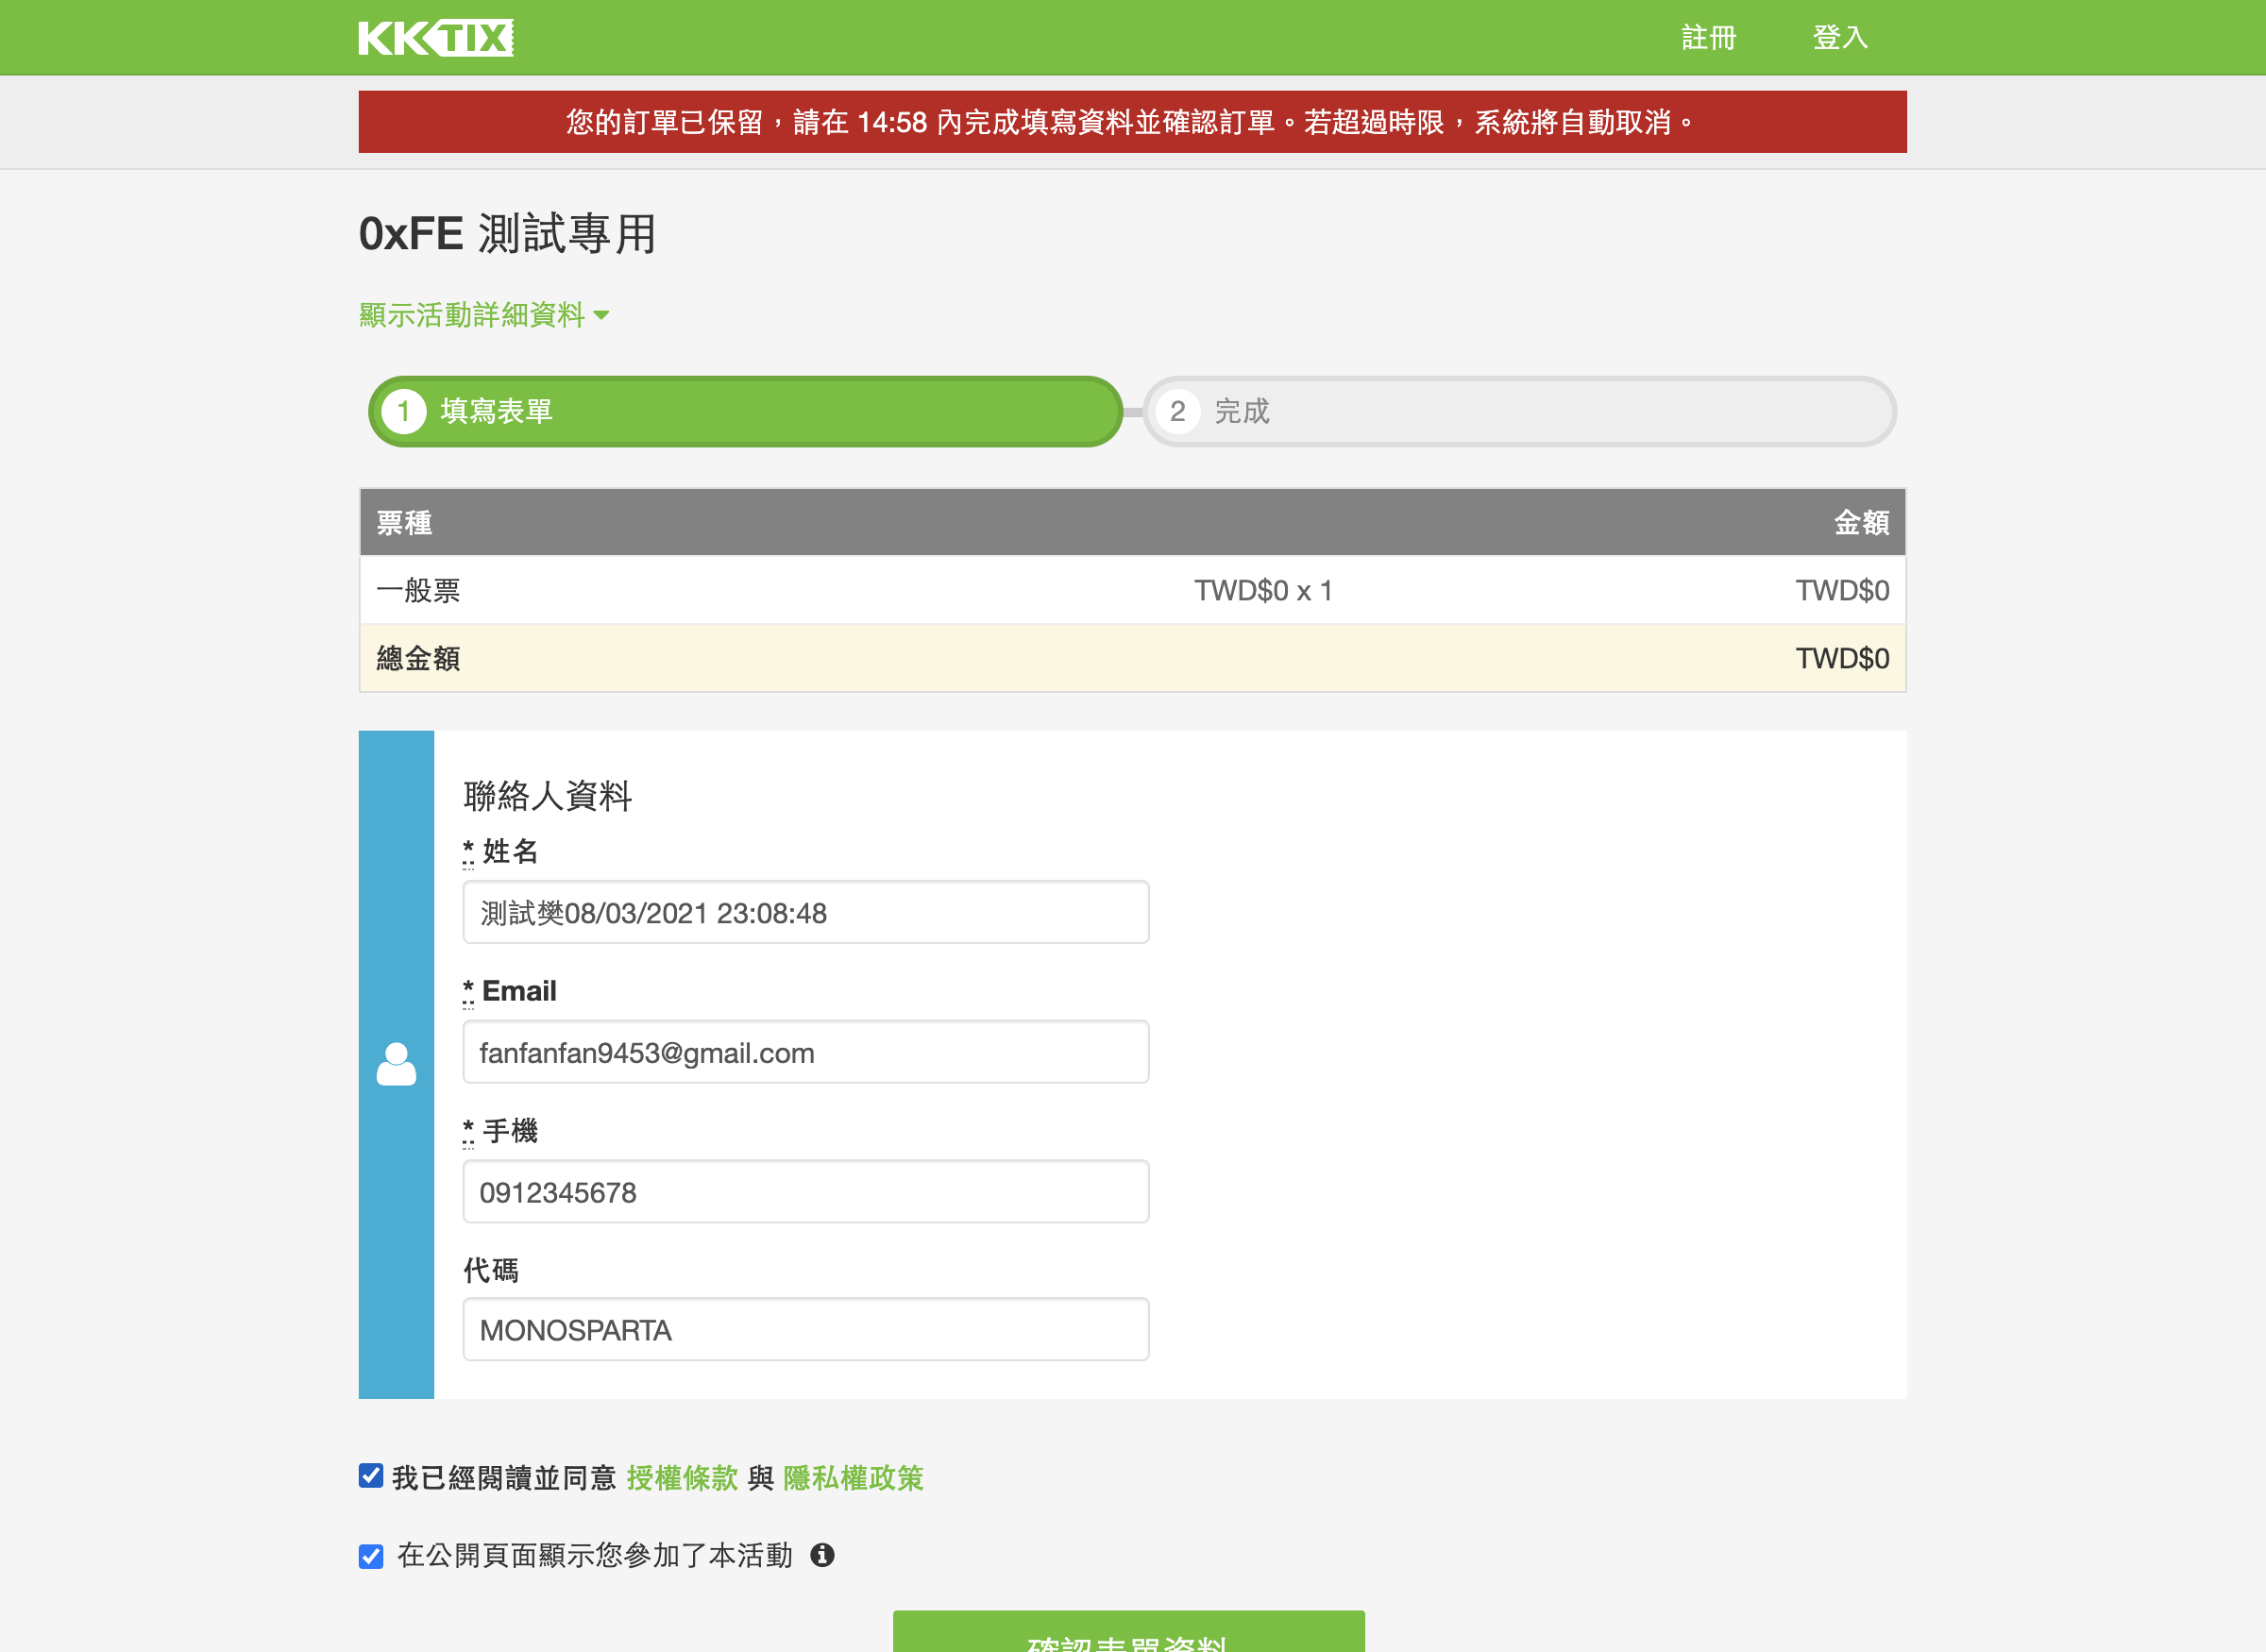 KKTIX 註冊 登入
您的訂單已保留，請在 14:58 內完成填寫資料並確認訂單。若超過時限，系統將自動取消。
0xFE 測試專用
顯示活動詳細資料
1 填寫表單 2 完成
票種 金額
一般票 TWD$0 x 1 TWD$0
總金額 TWD$0
聯絡人資料
* 姓名
測試樊08/03/2021 23:08:48
* Email
fanfanfan9453@gmail.com
* 手機
0912345678
代碼
MONOSPARTA
我已經閱讀並同意 授權條款 與 隱私權政策
在公開頁面顯示您參加了本活動
確認表單資料